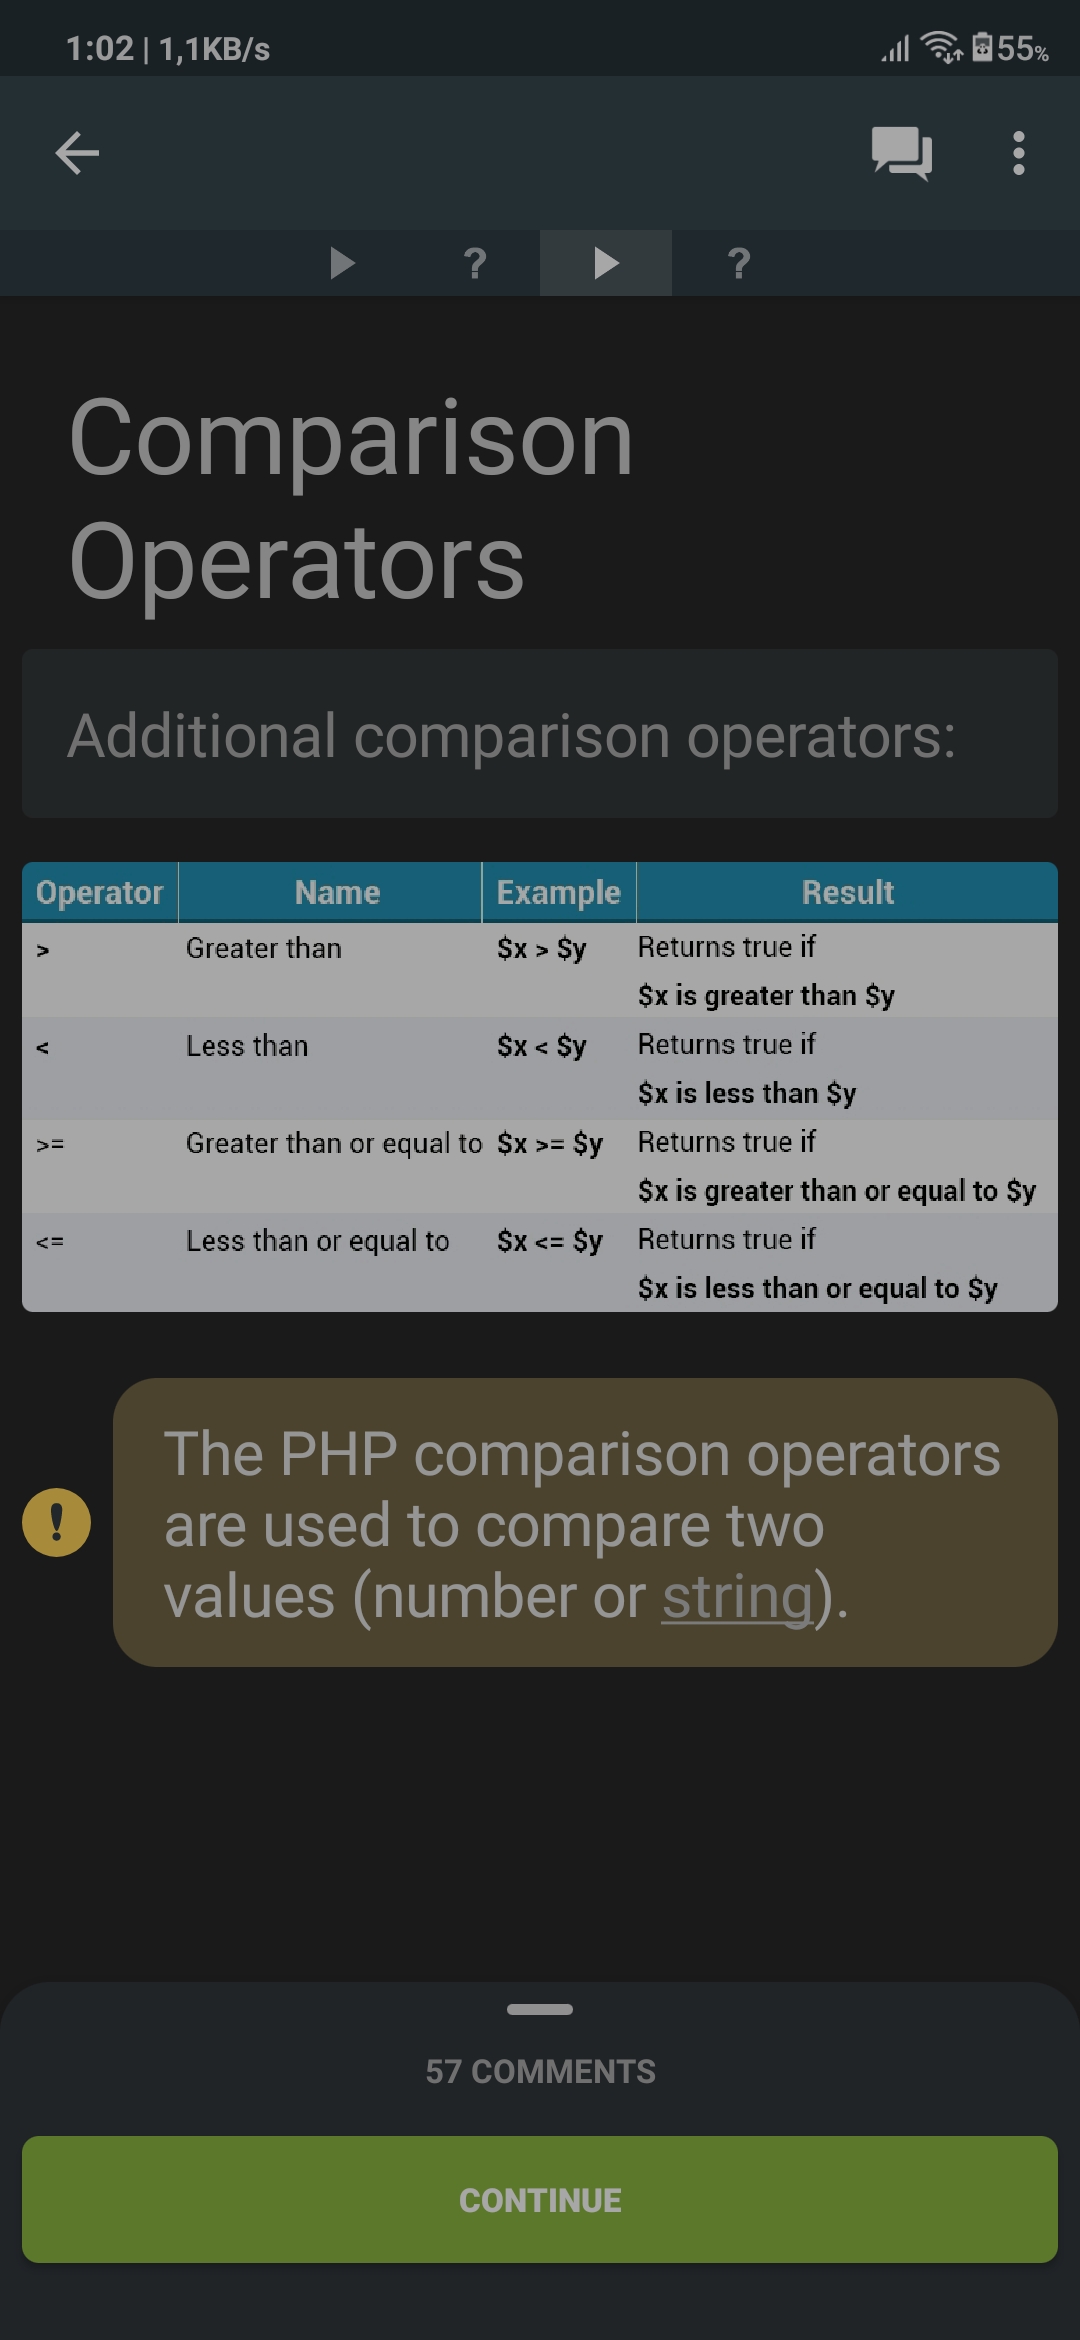 1:02 | 1,1KB/s 55%
? ?
Comparison
Operators
Additional comparison operators:
Operator Name Example Result
> Greater than $x > $y Returns true if
$x is greater than $y
< Less than $x < $y Returns true if
$x is less than $y
>= Greater than or equal to $x >= $y Returns true if
$x is greater than or equal to $y
<= Less than or equal to $x <= $y Returns true if
$x is less than or equal to $y
!
The PHP comparison operators
are used to compare two
values (number or string).
57 COMMENTS
CONTINUE